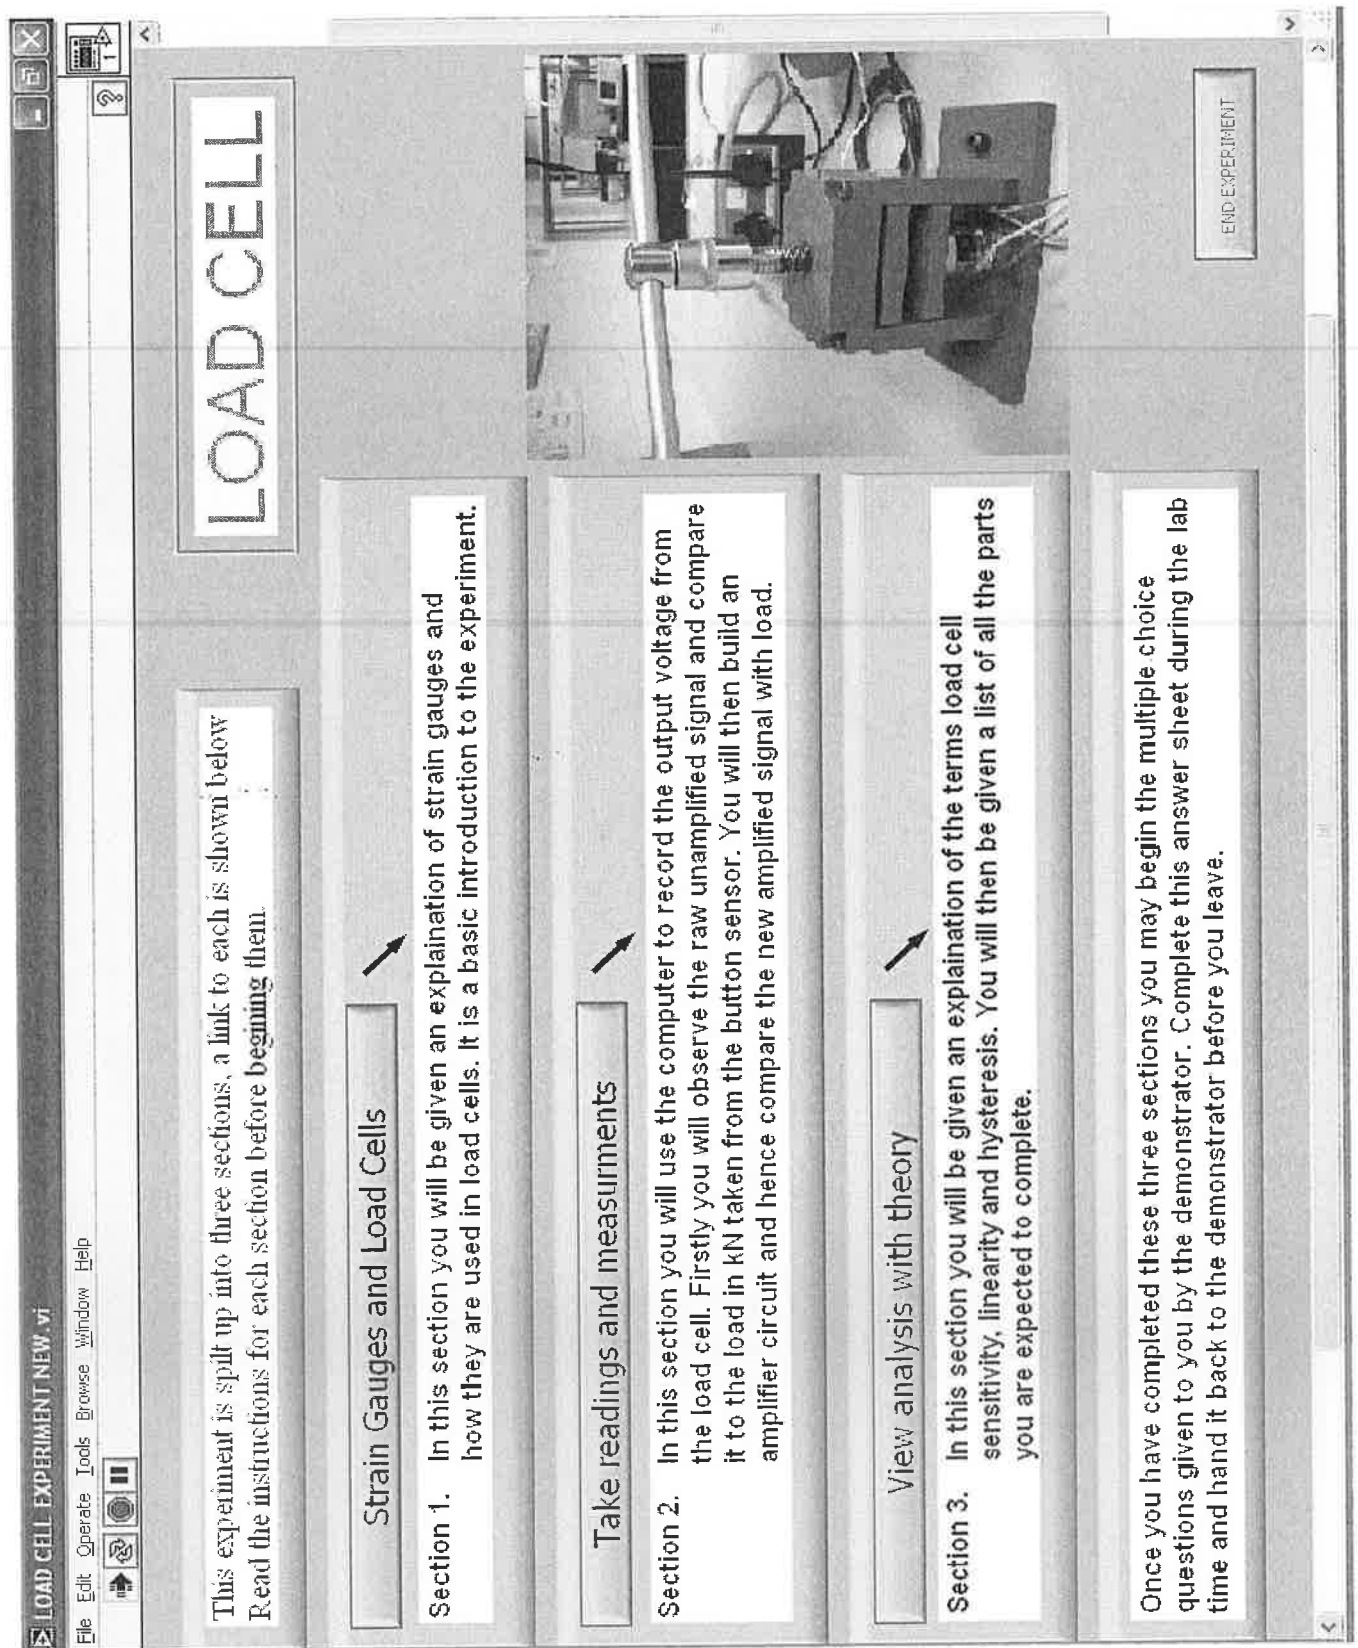 LOAD CELL EXPERIMENT NEW vi
File Edit Operate Tools Browse Window Help
1
?
LOAD CELL
This experiment is spilt up into three sections, a link to each is shown below
Read the instructions for each section before begining them.
Strain Gauges and Load Cells
Section 1. In this section you will be given an explaination of strain gauges and
how they are used in load cells. It is a basic introduction to the experiment.
Take readings and measurments
Section 2. In this section you will use the computer to record the output voltage from
the load cell. Firstly you will observe the raw unamplified signal and compare
it to the load in kN taken from the button sensor. You will then build an
amplifier circuit and hence compare the new amplified signal with load.
View analysis with theory
Section 3. In this section you will be given an explaination of the terms load cell
sensitivity, linearity and hysteresis. You will then be given a list of all the parts
you are expected to complete.
Once you have completed these three sections you may begin the multiple choice
questions given to you by the demonstrator. Complete this answer sheet during the lab
time and hand it back to the demonstrator before you leave.
END EXPERIMENT